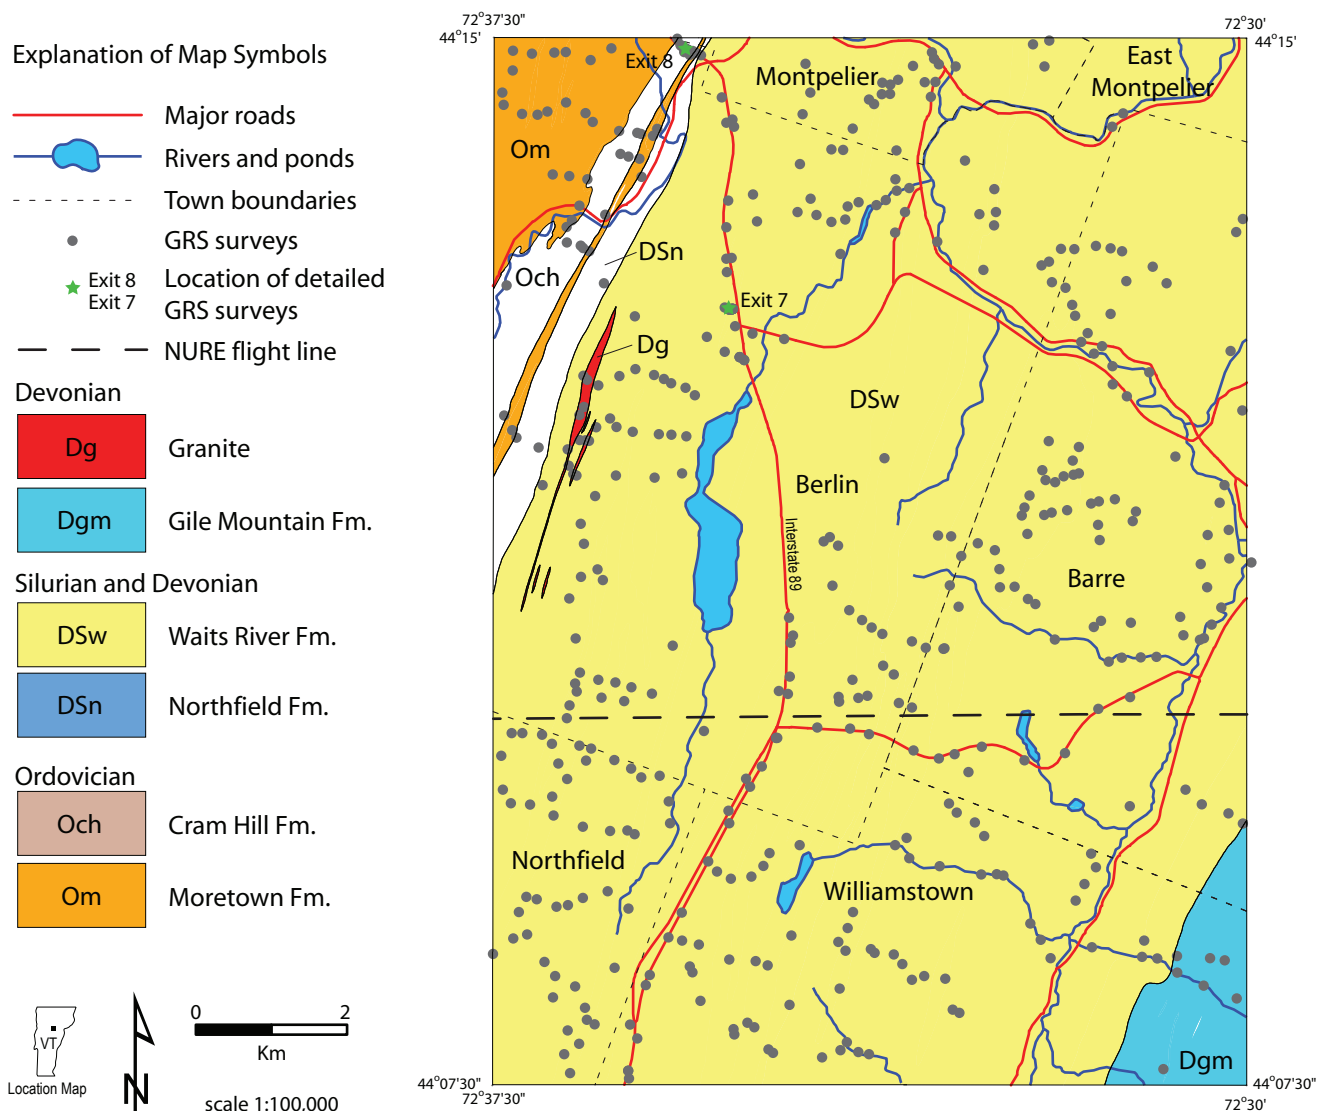 Explanation of Map Symbols
Major roads
Rivers and ponds
Town boundaries
GRS surveys
Exit 8
Exit 7
Location of detailed
GRS surveys
NURE flight line
Devonian
Dg
Granite
Dgm
Gile Mountain Fm.
Silurian and Devonian
DSw
Waits River Fm.
DSn
Northfield Fm.
Ordovician
Och
Cram Hill Fm.
Om
Moretown Fm.
VT
Location Map
N
0
2
Km
scale 1:100,000
72°37'30"
44°15'
72°30'
44°15'
Exit 8
Montpelier
East
Montpelier
Om
DSn
Och
Exit 7
Dg
DSw
Berlin
Interstate 89
Barre
Northfield
Williamstown
Dgm
44°07'30"
72°37'30"
44°07'30"
72°30'